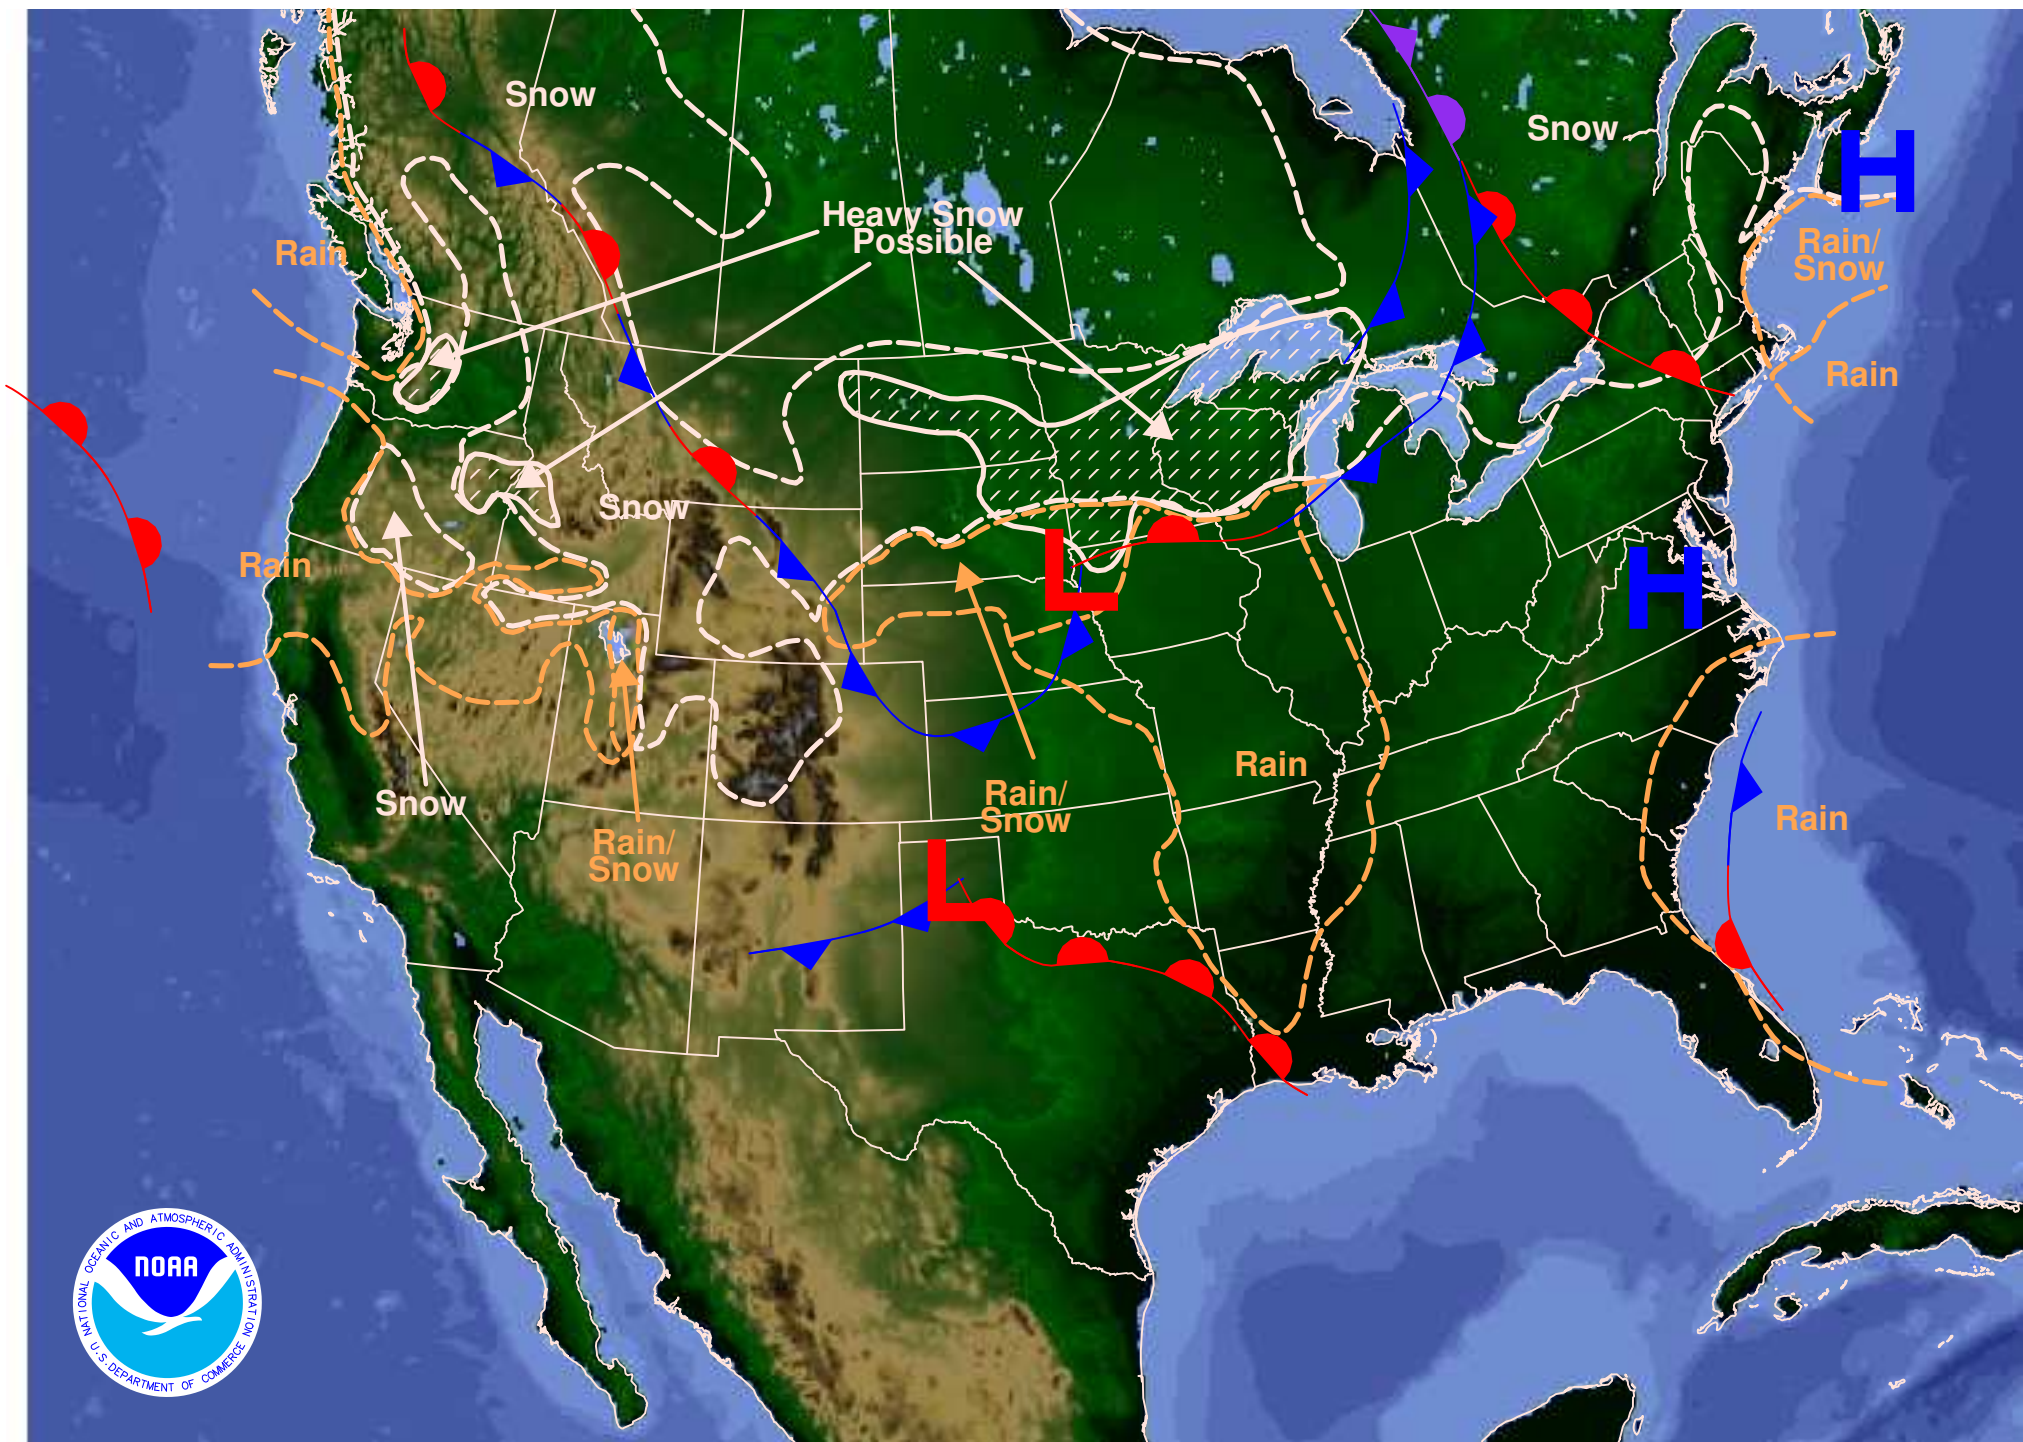 Snow
Snow
H
Heavy Snow
Possible
Rain
Rain/
Snow
Rain
Snow
Rain
L
H
Rain
Snow
Rain/
Snow
Rain
Rain/
Snow
L
NATIONAL OCEANIC AND ATMOSPHERIC ADMINISTRATION
NOAA
U.S. DEPARTMENT OF COMMERCE